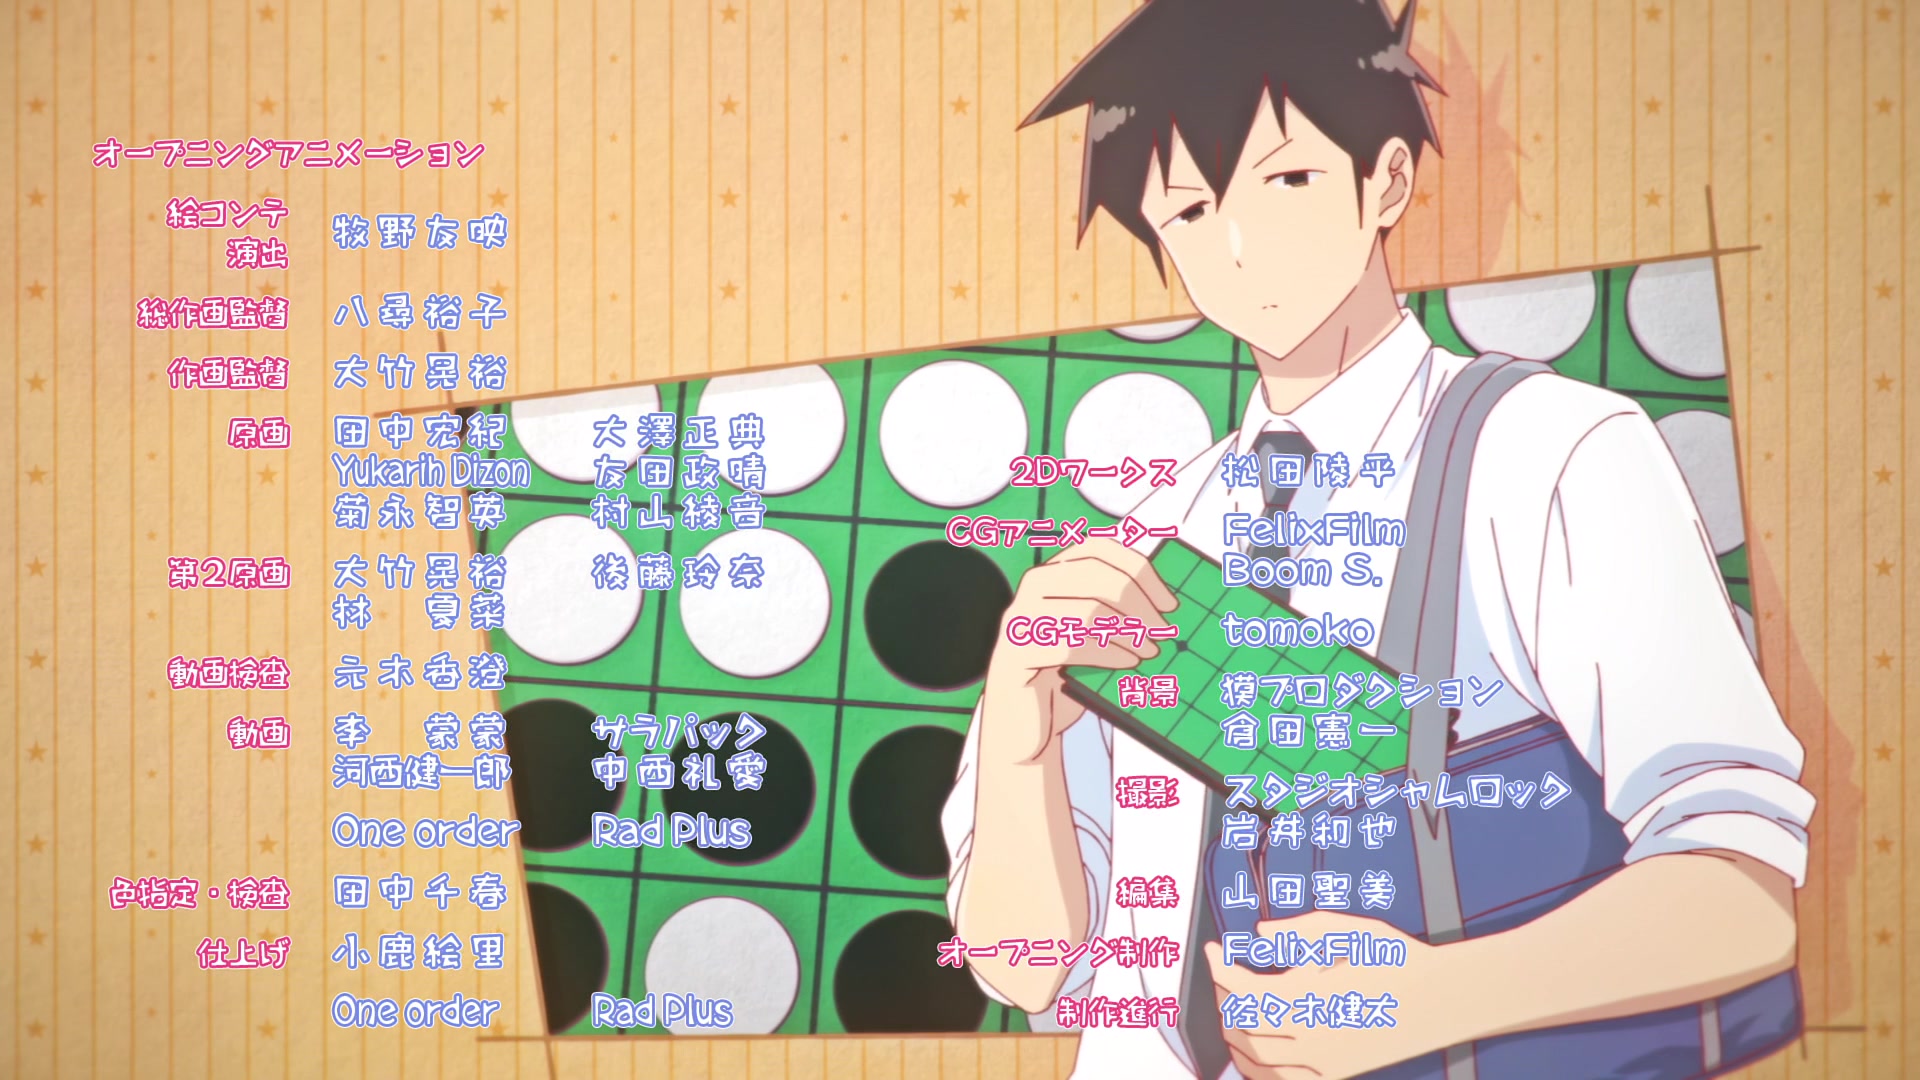 オープニングアニメーション
絵コンテ
演出
牧野友映
総作画監督 八尋裕子
作画監督 大竹晃裕
原画 田中宏紀 大澤正典
Yukarih Dizon 友田政晴
菊永智英 村山綾音
第2原画 大竹晃裕 後藤玲奈
林 夏菜
動画検査 元木香澄
動画 李 蒙蒙 サラパック
河西健一郎 中西礼愛
One order Rad Plus
色指定・検査 田中千春
仕上げ 小鹿絵里
One order Rad Plus
2Dワークス 松田陵平
CGアニメーター FelixFilm
Boom S.
CGモデラー tomoko
背景 獏プロダクション
倉田憲一
撮影 スタジオシャムロック
岩井和也
編集 山田聖美
オープニング制作 FelixFilm
制作進行 佐々木健太